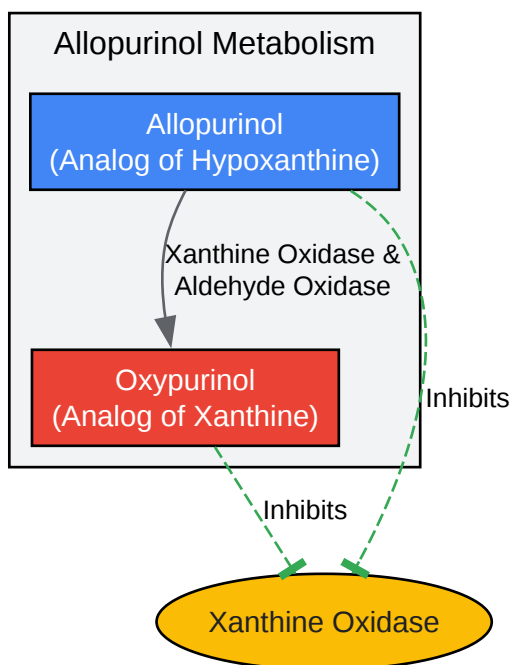 Allopurinol Metabolism
Allopurinol
(Analog of Hypoxanthine)
Xanthine Oxidase &
Aldehyde Oxidase
Oxypurinol
(Analog of Xanthine)
Inhibits
Inhibits
Xanthine Oxidase